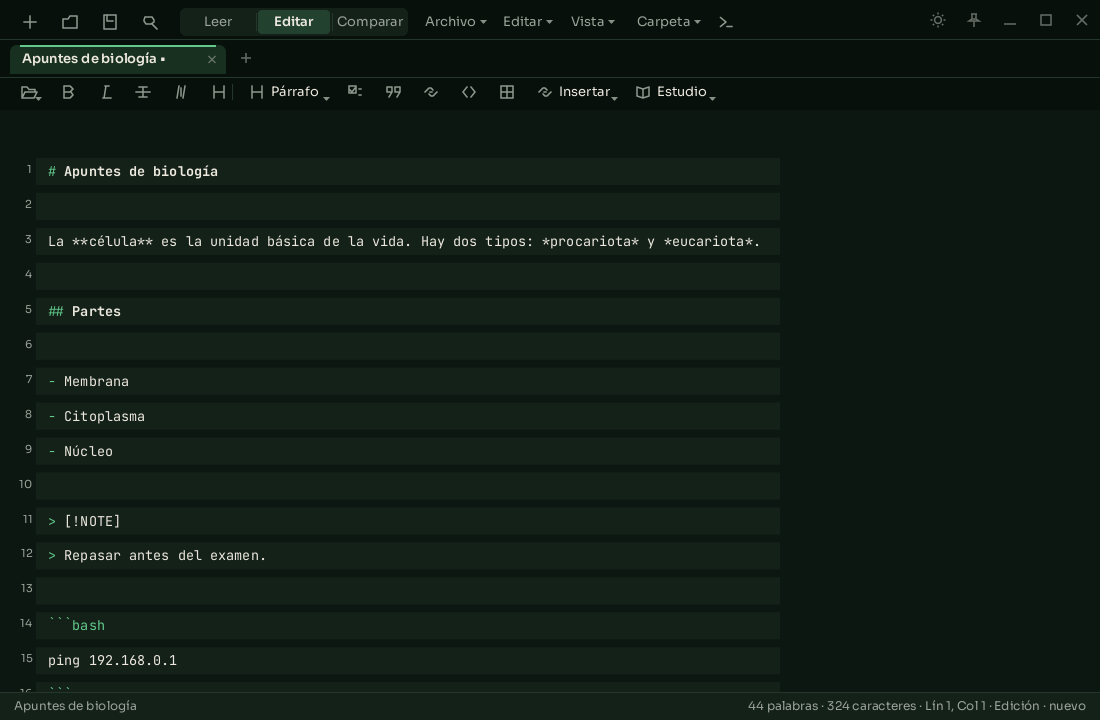 Leer Editar Comparar Archivo Editar Vista Carpeta
Apuntes de biología
Párrafo Insertar Estudio
1 # Apuntes de biología
2
3 La **célula** es la unidad básica de la vida. Hay dos tipos: *procariota* y *eucariota*.
4
5 ## Partes
6
7 - Membrana
8 - Citoplasma
9 - Núcleo
10
11 > [!NOTE]
12 > Repasar antes del examen.
13
14 ```bash
15 ping 192.168.0.1
16 ```
Apuntes de biología 44 palabras · 324 caracteres · Lín 1, Col 1 · Edición · nuevo